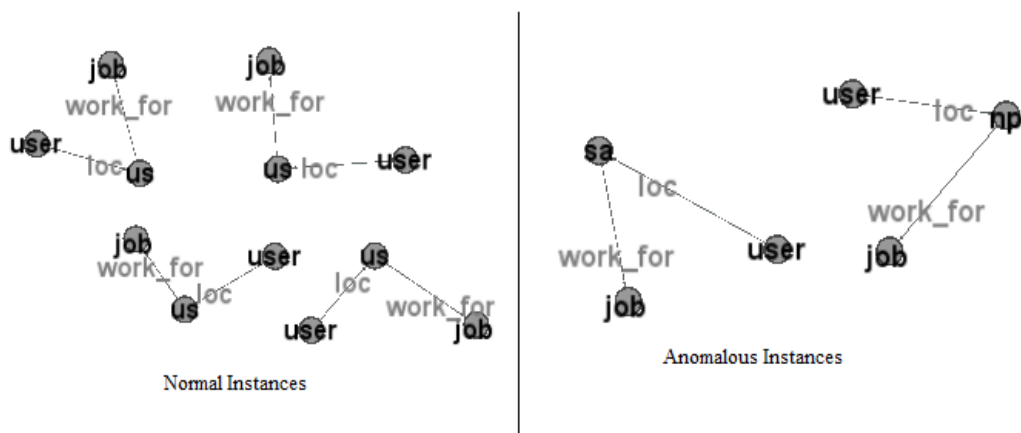 job
work_for
user
loc
us
job
work_for
us
loc
user
job
work_for
us
loc
user
us
loc
user
work_for
job
Normal Instances
sa
loc
user
work_for
job
user
loc
np
work_for
job
Anomalous Instances